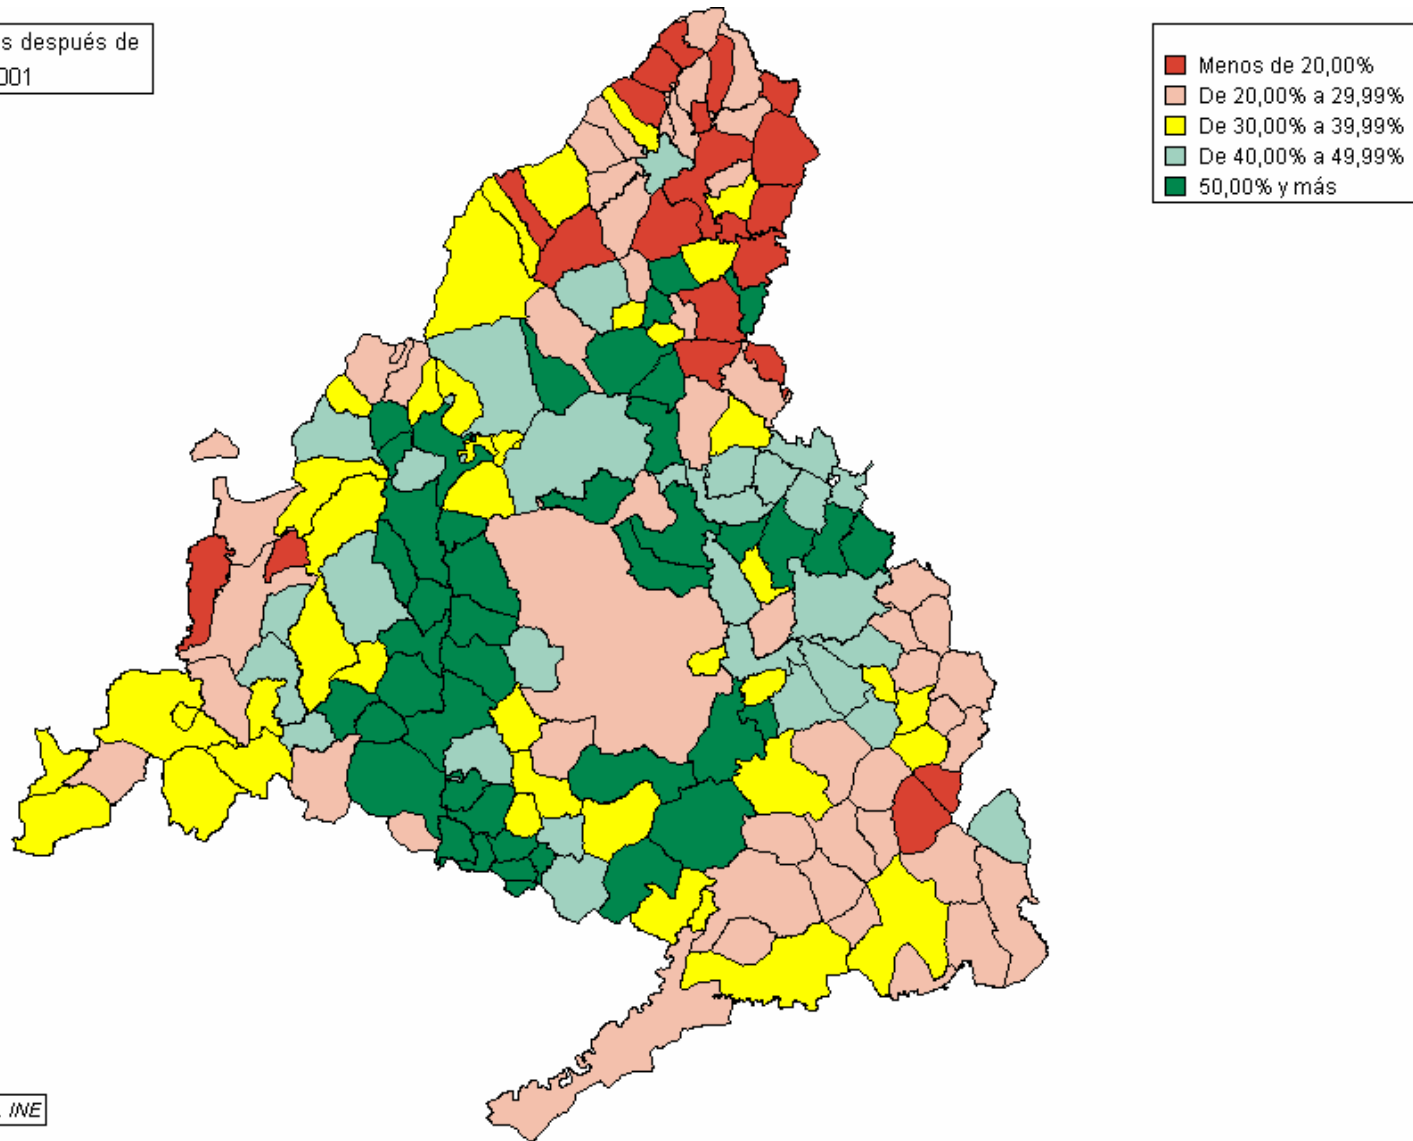 s después de
001
Menos de 20,00%
De 20,00% a 29,99%
De 30,00% a 39,99%
De 40,00% a 49,99%
50,00% y más
. INE